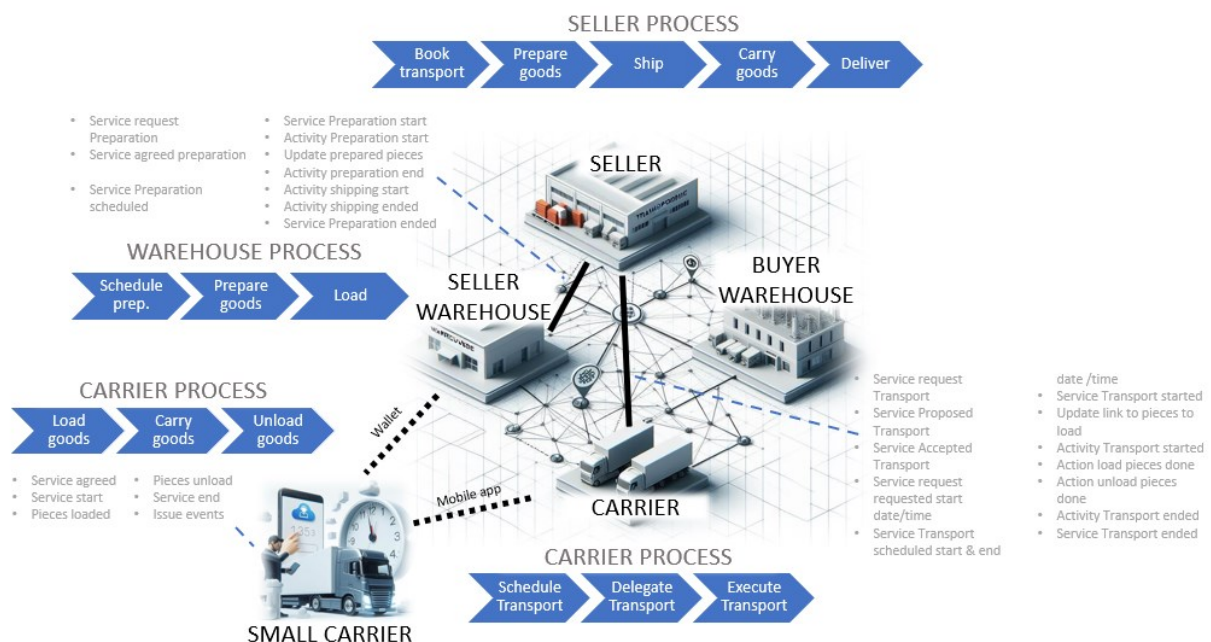 SELLER PROCESS
Book
transport
Prepare
goods
Ship
Carry
goods
Deliver
• Service request
Preparation
• Service agreed preparation
• Service Preparation
scheduled
• Service Preparation start
• Activity Preparation start
• Update prepared pieces
• Activity preparation end
• Activity shipping start
• Activity shipping ended
• Service Preparation ended
SELLER
WAREHOUSE PROCESS
Schedule
prep.
Prepare
goods
Load
SELLER
WAREHOUSE
BUYER
WAREHOUSE
CARRIER PROCESS
Load
goods
Carry
goods
Unload
goods
• Service agreed
• Service start
• Pieces loaded
• Pieces unload
• Service end
• Issue events
Wallet
Mobile app
• Service request
Transport
• Service Proposed
Transport
• Service Accepted
Transport
• Service request
requested start
date/time
• Service Transport
scheduled start & end
date /time
• Service Transport started
• Update link to pieces to
load
• Activity Transport started
• Action load pieces done
• Action unload pieces
done
• Activity Transport ended
• Service Transport ended
CARRIER
CARRIER PROCESS
Schedule
Transport
Delegate
Transport
Execute
Transport
SMALL CARRIER